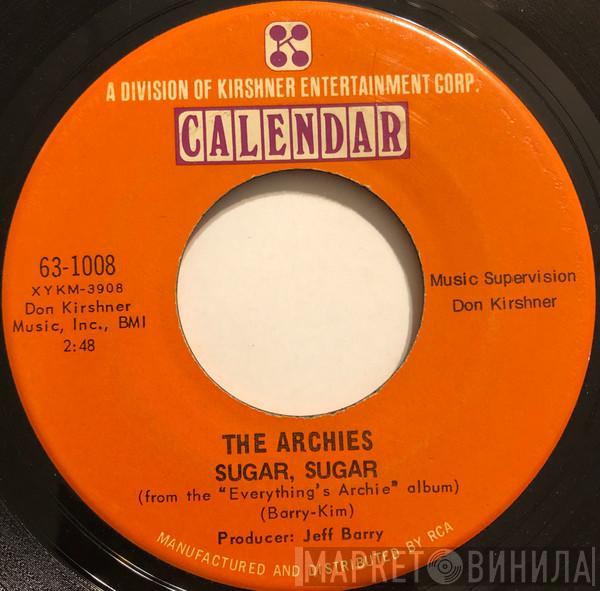 A DIVISION OF KIRSHNER ENTERTAINMENT CORP.
CALENDAR
63-1008
XYKM-3908
Don Kirshner
Music, Inc., BMI
2:48
Music Supervision
Don Kirshner
THE ARCHIES
SUGAR, SUGAR
(from the "Everything's Archie" album)
(Barry-Kim)
Producer: Jeff Barry
MANUFACTURED AND DISTRIBUTED BY RCA
МАРКЕТ ВИНИЛА